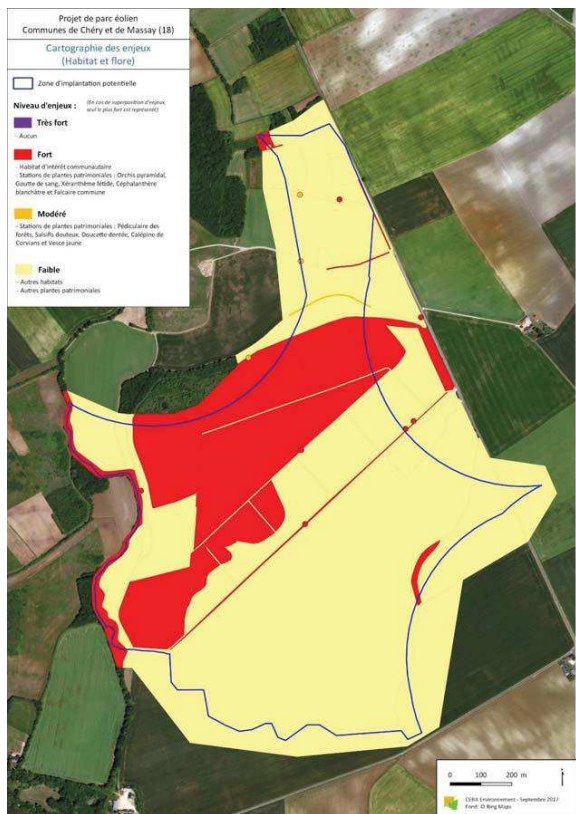 Projet de parc éolien
Communes de Chéry et de Massay (18)
Cartographie des enjeux
(Habitat et flore)
Zone d'implantation potentielle
Niveau d'enjeux :
(En cas de superposition d'enjeux,
seul le plus fort est représenté)
Très fort
- Aucun
Fort
- Habitat d'intérêt communautaire
- Stations de plantes patrimoniales : Orchis pyramidal,
Goutte de sang, Xéranthème fétide, Céphalanthère
blanchâtre et Falcaire commune
Modéré
- Stations de plantes patrimoniales : Pédiculaire des
forêts, Salsifis douteux, Doucette dentée, Calépine de
Corvians et Vesce jaune
Faible
- Autres habitats
- Autres plantes patrimoniales
0 100 200 m
CERA Environnement - Septembre 2017
Fond: © Bing Maps